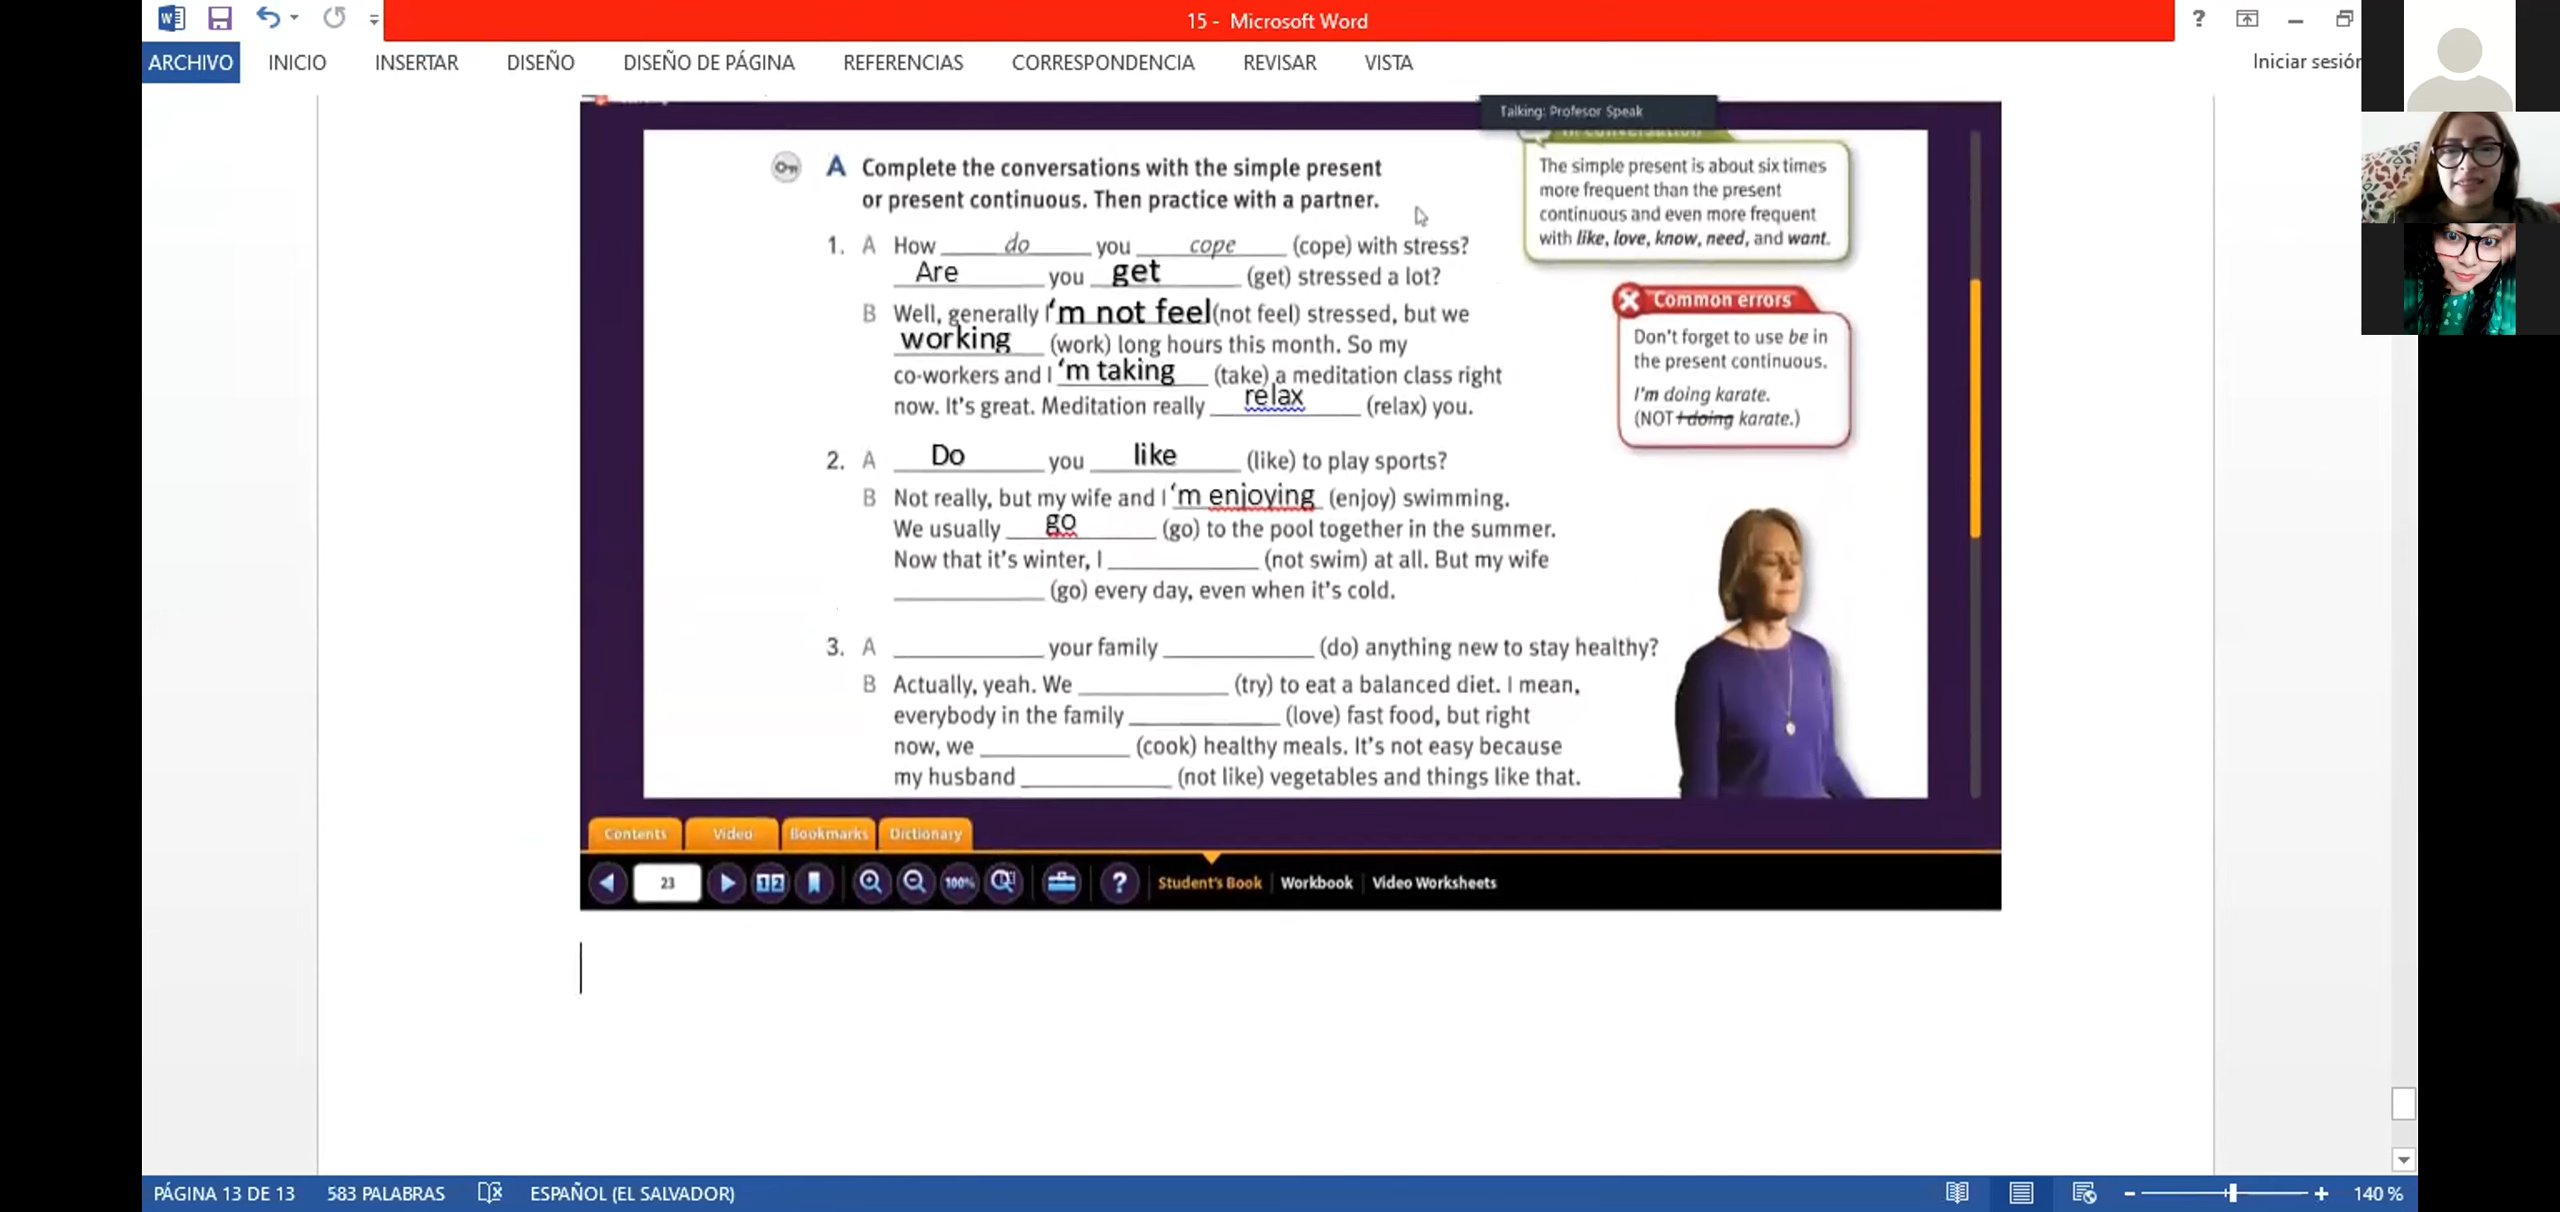 15 - Microsoft Word
?
ARCHIVO INICIO INSERTAR DISEÑO DISEÑO DE PÁGINA REFERENCIAS CORRESPONDENCIA REVISAR VISTA Iniciar sesión
Talking: Profesor Speak
In conversation
The simple present is about six times
more frequent than the present
continuous and even more frequent
with like, love, know, need, and want.
A Complete the conversations with the simple present
or present continuous. Then practice with a partner.
1. A How do you cope (cope) with stress?
Are you get (get) stressed a lot?
B Well, generally I 'm not feel (not feel) stressed, but we
working (work) long hours this month. So my
co-workers and I 'm taking (take) a meditation class right
now. It's great. Meditation really relax (relax) you.
Common errors
Don't forget to use be in
the present continuous.
I'm doing karate.
(NOT I doing karate.)
2. A Do you like (like) to play sports?
B Not really, but my wife and I 'm enjoying (enjoy) swimming.
We usually go (go) to the pool together in the summer.
Now that it's winter, I (not swim) at all. But my wife
(go) every day, even when it's cold.
3. A your family (do) anything new to stay healthy?
B Actually, yeah. We (try) to eat a balanced diet. I mean,
everybody in the family (love) fast food, but right
now, we (cook) healthy meals. It's not easy because
my husband (not like) vegetables and things like that.
Contents Video Bookmarks Dictionary
23 12 100% ? Student's Book Workbook Video Worksheets
PÁGINA 13 DE 13 583 PALABRAS ESPAÑOL (EL SALVADOR) 140 %